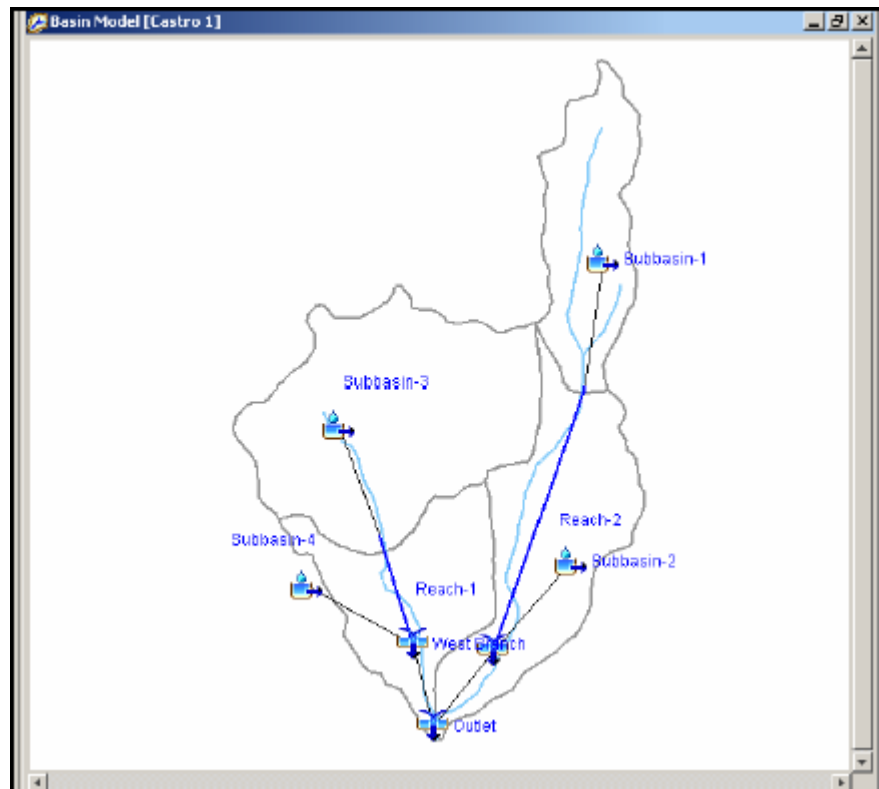 Basin Model [Castro 1]
Subbasin-1
Subbasin-3
Reach-2
Subbasin-4
Subbasin-2
Reach-1
West Branch
Outlet